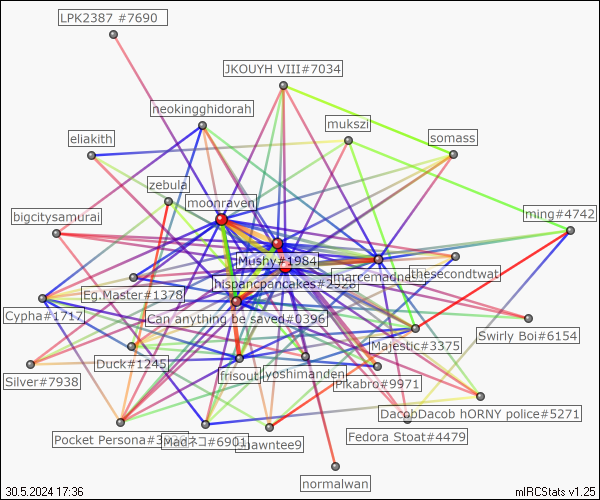 LPK2387 #7690
JKOUYH VIII#7034
neokingghidorah
mukszi
eliakith
somass
zebula
moonraven
bigcitysamurai
ming#4742
Mushy#1984
marcemadne
thesecondtwat
hispancpancakes#2928
Eg.Master#1378
Cypha#1717
Can anything be saved#0396
Majestic#3375
Swirly Boi#6154
Duck#1245
frisout
yoshimanden
Silver#7938
Pikabro#9971
DacobDacob hORNY police#5271
Pocket Persona#3
Madネコ#6901
shawntee9
Fedora Stoat#4479
normalwan
30.5.2024 17:36
mIRCStats v1.25